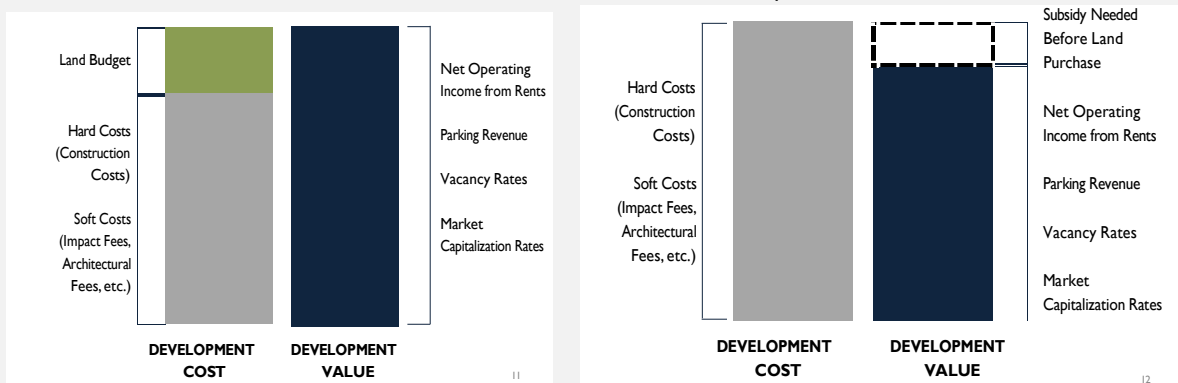 Land Budget
Hard Costs
(Construction
Costs)
Soft Costs
(Impact Fees,
Architectural
Fees, etc.)
Net Operating
Income from Rents
Parking Revenue
Vacancy Rates
Market
Capitalization Rates
DEVELOPMENT
COST
DEVELOPMENT
VALUE
11
Hard Costs
(Construction
Costs)
Soft Costs
(Impact Fees,
Architectural
Fees, etc.)
Subsidy Needed
Before Land
Purchase
Net Operating
Income from Rents
Parking Revenue
Vacancy Rates
Market
Capitalization Rates
DEVELOPMENT
COST
DEVELOPMENT
VALUE
12